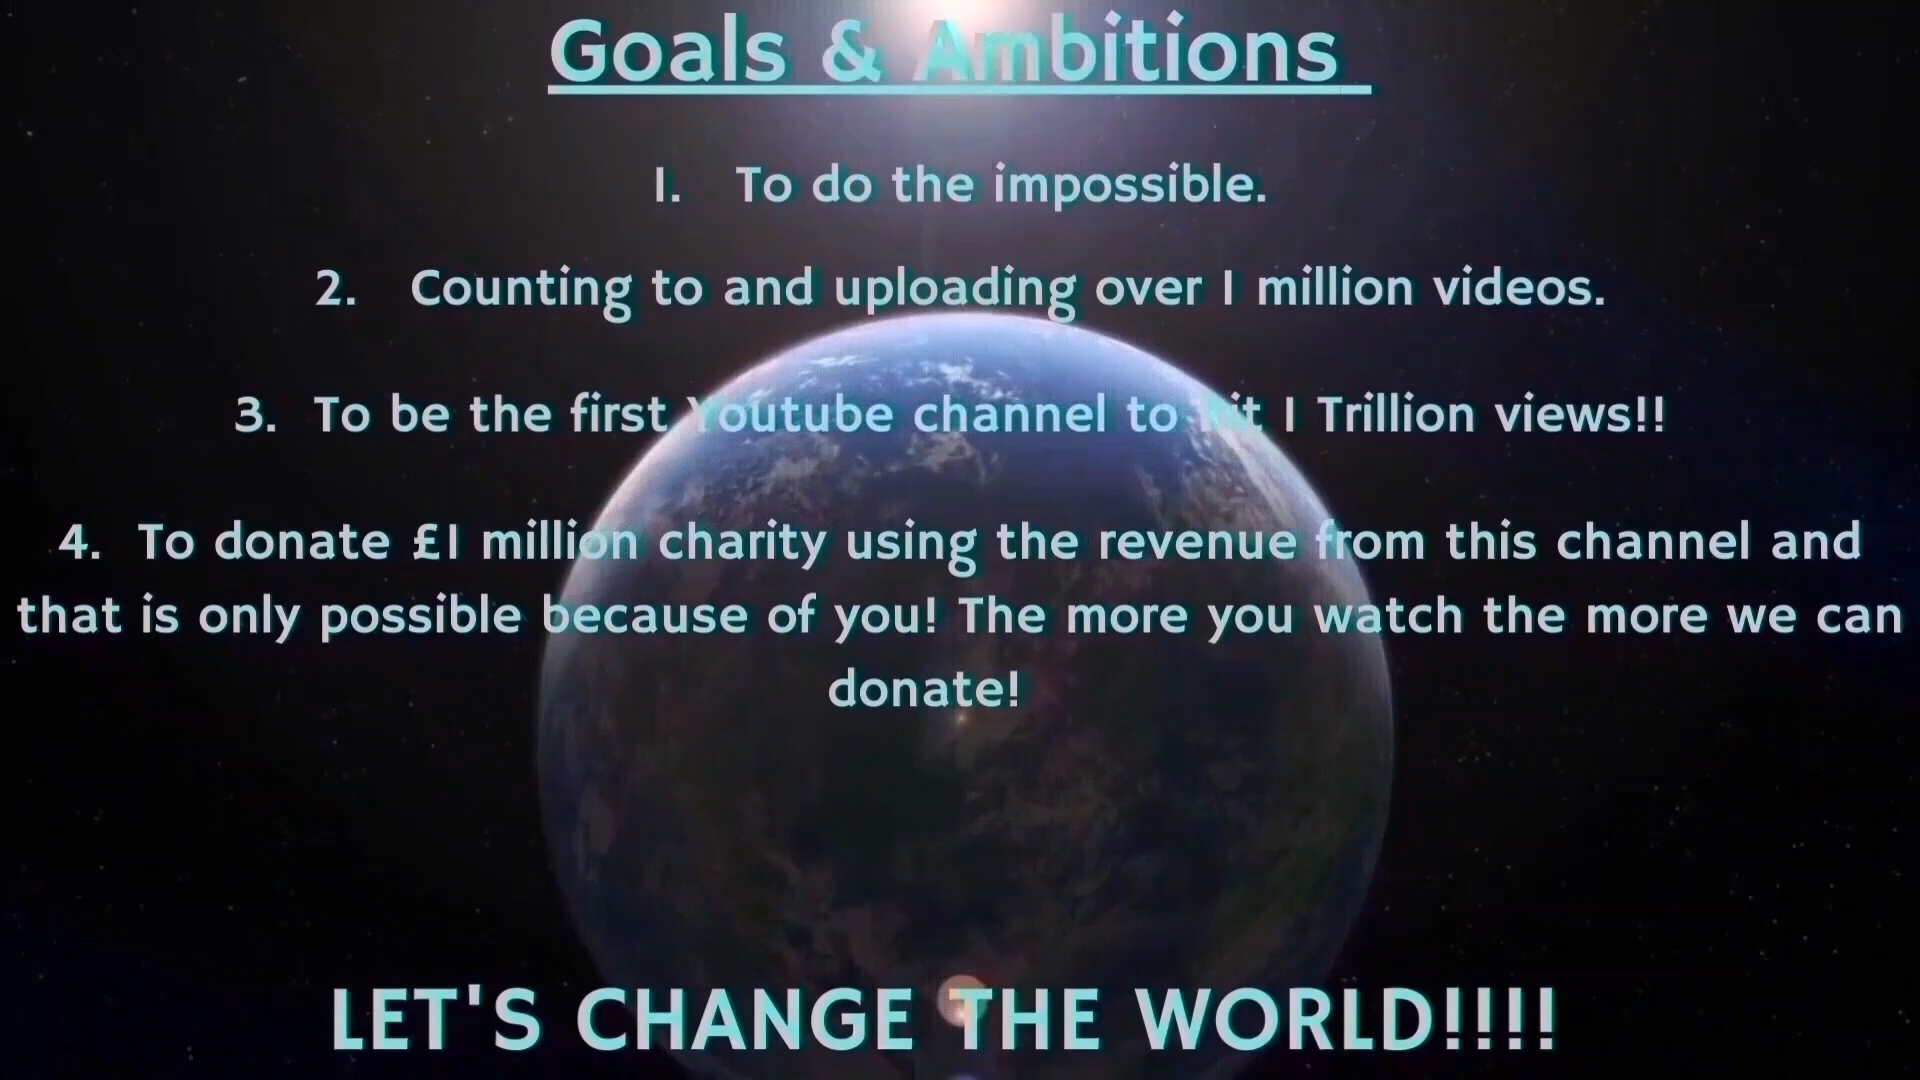 Goals & Ambitions
1. To do the impossible.
2. Counting to and uploading over 1 million videos.
3. To be the first Youtube channel to hit 1 Trillion views!!
4. To donate £1 million charity using the revenue from this channel and
that is only possible because of you! The more you watch the more we can
donate!
LET'S CHANGE THE WORLD!!!!